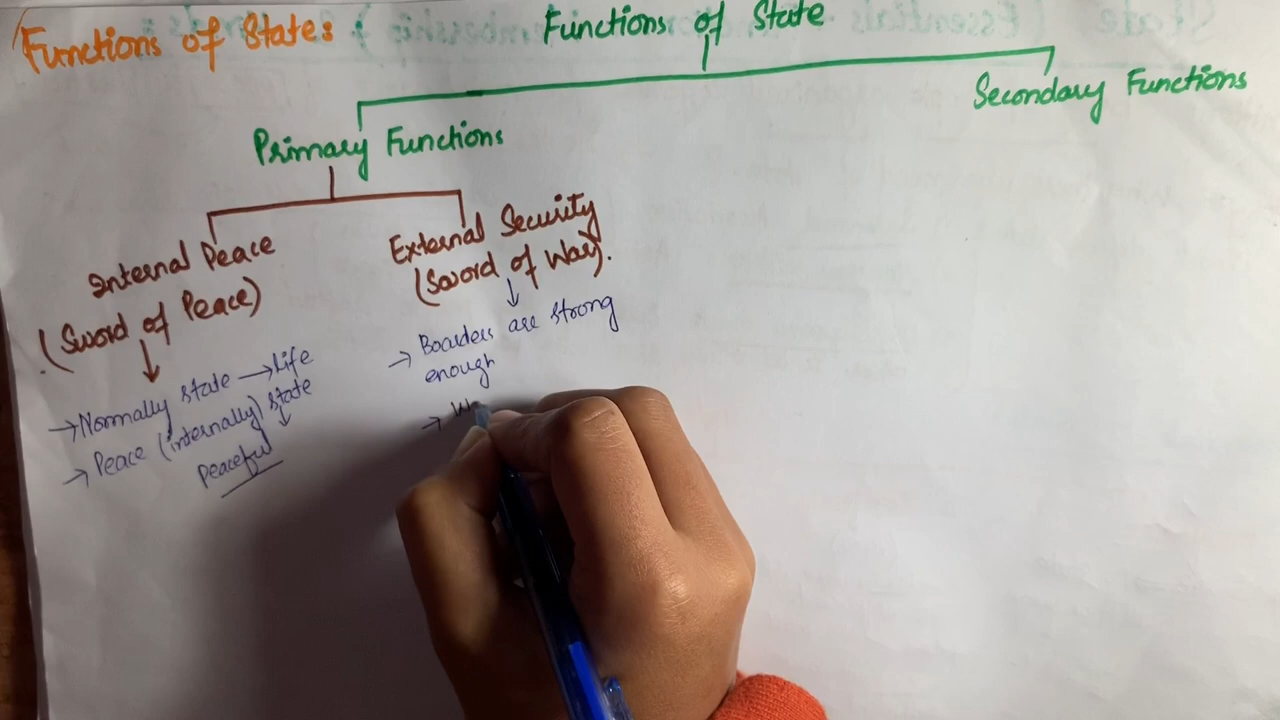 Functions of State:
Functions of State
Primary Functions
Secondary Functions
Internal Peace
(Sword of Peace)
→Normally state →Life
→ Peace (internally) state
↓
Peaceful
External Security
(Sword of War).
↓
→ Boarders are strong
enough
→ W